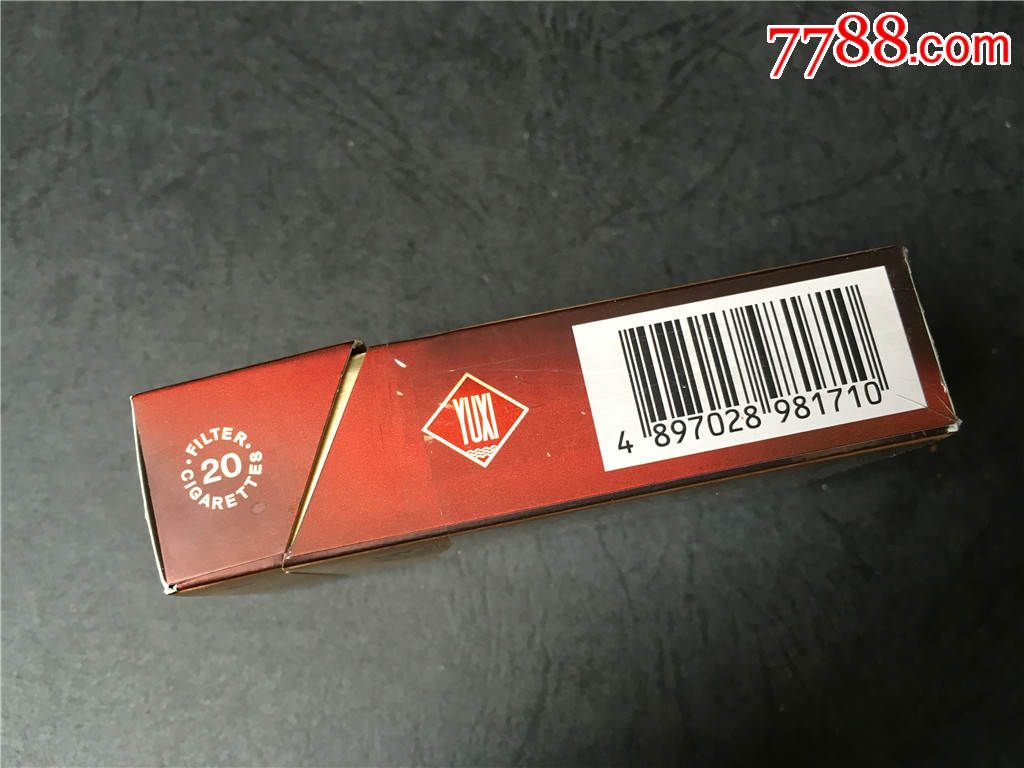 7788.com
·FILTER·
20
CIGARETTES
YUXI
4 897028 981710